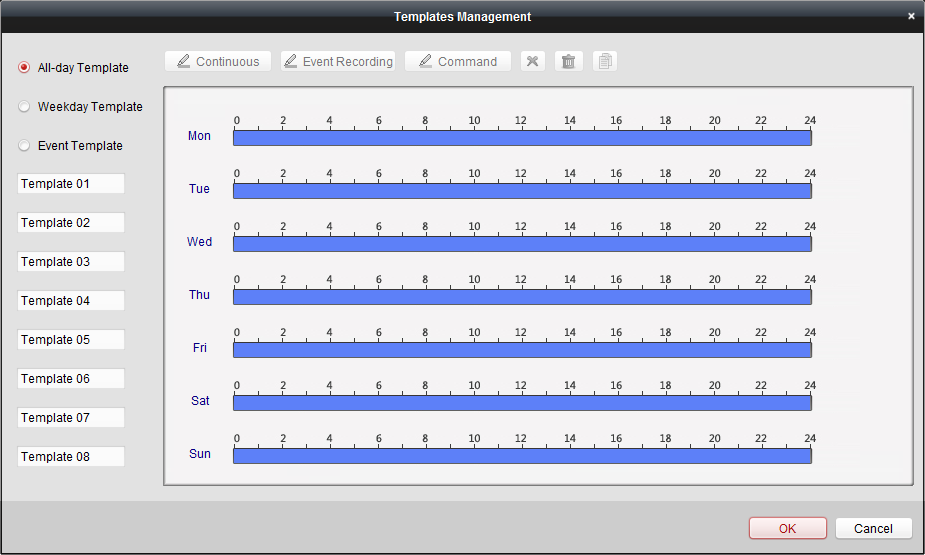 Templates Management
×
All-day Template
Weekday Template
Event Template
Template 01
Template 02
Template 03
Template 04
Template 05
Template 06
Template 07
Template 08
Continuous Event Recording Command
0 2 4 6 8 10 12 14 16 18 20 22 24
Mon
0 2 4 6 8 10 12 14 16 18 20 22 24
Tue
0 2 4 6 8 10 12 14 16 18 20 22 24
Wed
0 2 4 6 8 10 12 14 16 18 20 22 24
Thu
0 2 4 6 8 10 12 14 16 18 20 22 24
Fri
0 2 4 6 8 10 12 14 16 18 20 22 24
Sat
0 2 4 6 8 10 12 14 16 18 20 22 24
Sun
OK Cancel